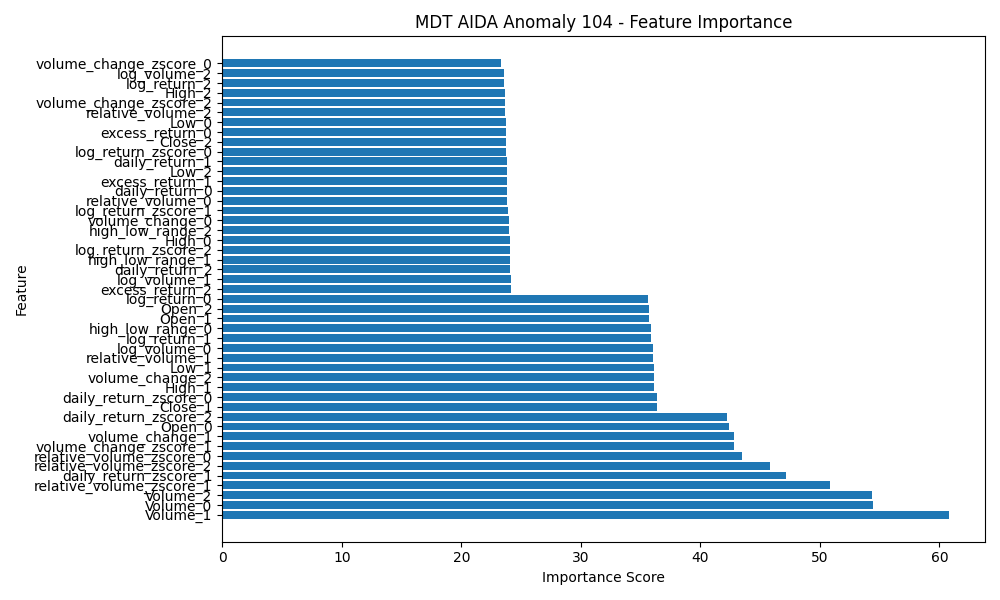 MDT AIDA Anomaly 104 - Feature Importance
volume_change_zscore_0
log_volume_2
log_return_2
High_2
volume_change_zscore_2
relative_volume_2
Low_0
excess_return_0
Close_2
log_return_zscore_0
daily_return_1
Low_2
excess_return_1
daily_return_0
relative_volume_0
log_return_zscore_1
volume_change_0
high_low_range_2
High_0
log_return_zscore_2
high_low_range_1
daily_return_2
log_volume_1
excess_return_2
log_return_0
Open_2
Open_1
high_low_range_0
log_return_1
log_volume_0
relative_volume_1
Low_1
volume_change_2
High_1
daily_return_zscore_0
Close_1
daily_return_zscore_2
Open_0
volume_change_1
volume_change_zscore_1
relative_volume_zscore_0
relative_volume_zscore_2
daily_return_zscore_1
relative_volume_zscore_1
Volume_2
Volume_0
Volume_1
Feature
0 10 20 30 40 50 60
Importance Score